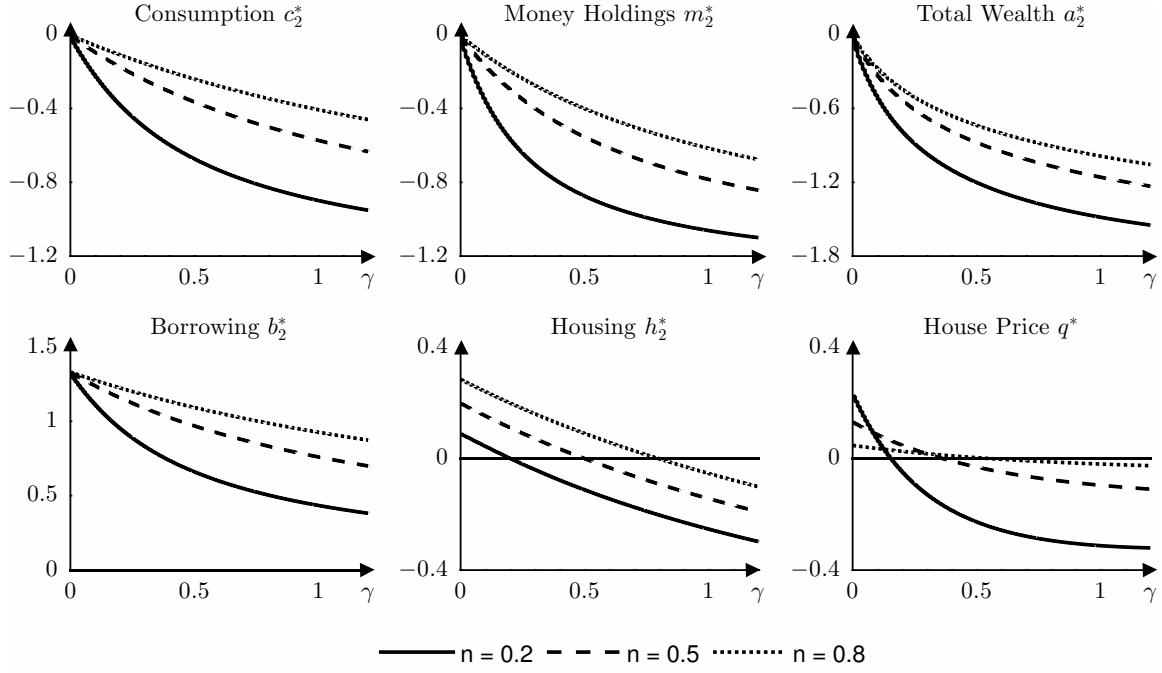 Consumption c₂* Money Holdings m₂* Total Wealth a₂*
0 0 0
−0.4 −0.4 −0.6
−0.8 −0.8 −1.2
−1.2 −1.2 −1.8
0 0.5 1 γ 0 0.5 1 γ 0 0.5 1 γ
Borrowing b₂* Housing h₂* House Price q*
1.5 0.4 0.4
1
0 0
0.5
0 −0.4 −0.4
0 0.5 1 γ 0 0.5 1 γ 0 0.5 1 γ
n = 0.2 n = 0.5 n = 0.8